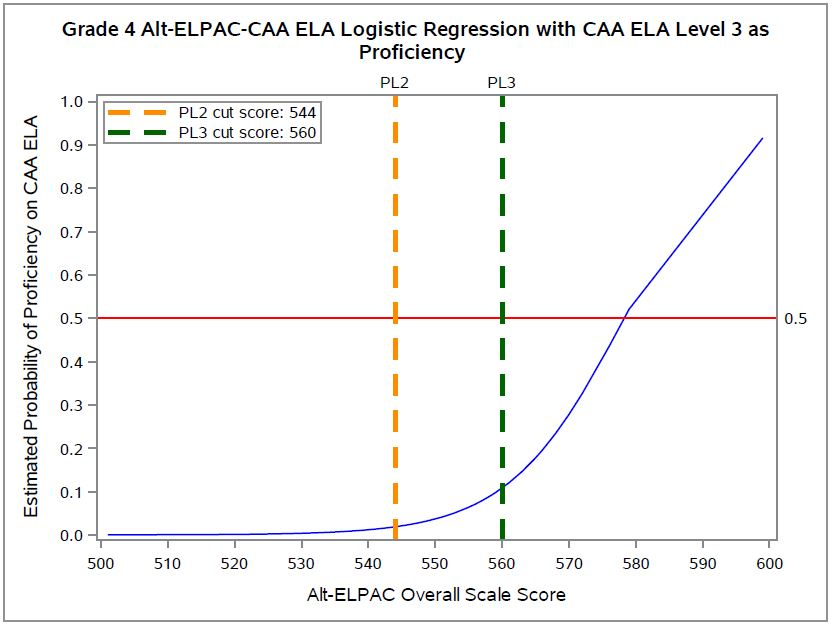 Grade 4 Alt-ELPAC-CAA ELA Logistic Regression with CAA ELA Level 3 as
Proficiency
PL2
PL3
PL2 cut score: 544
PL3 cut score: 560
Estimated Probability of Proficiency on CAA ELA
1.0
0.9
0.8
0.7
0.6
0.5
0.4
0.3
0.2
0.1
0.0
0.5
500 510 520 530 540 550 560 570 580 590 600
Alt-ELPAC Overall Scale Score